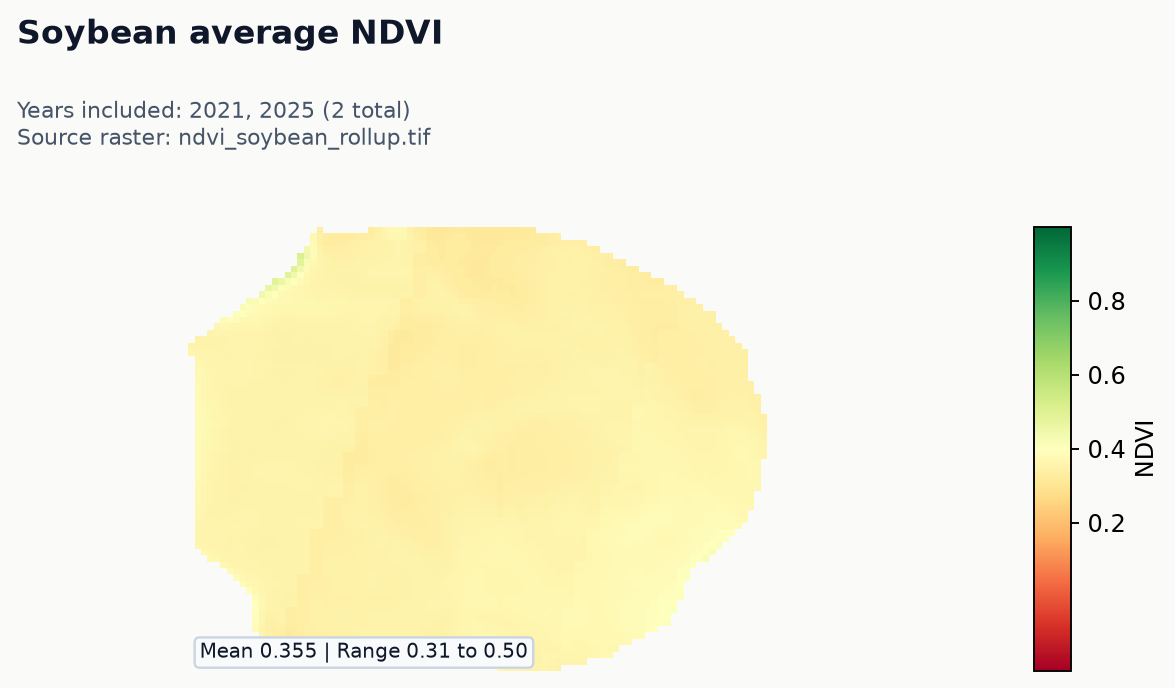 Soybean average NDVI
Years included: 2021, 2025 (2 total)
Source raster: ndvi_soybean_rollup.tif
0.8
0.6
0.4
0.2
NDVI
Mean 0.355 | Range 0.31 to 0.50